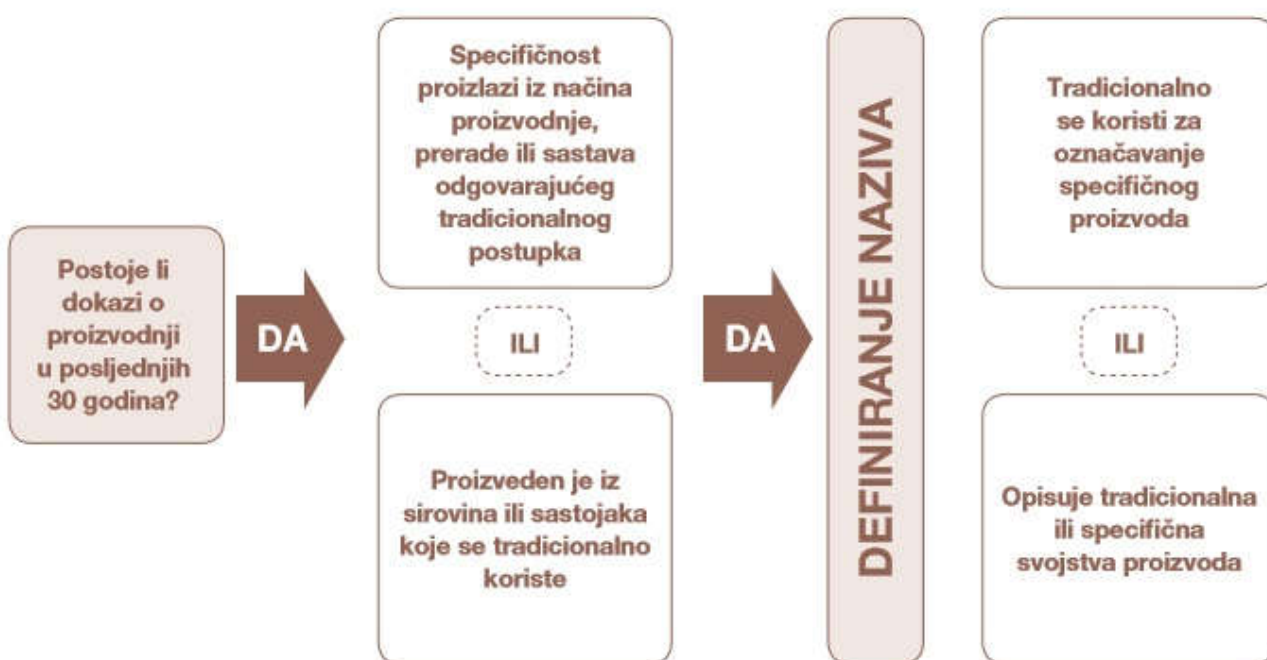 Postoje li
dokazi o
proizvodnji
u posljednjih
30 godina?
DA
Specifičnost
proizlazi iz načina
proizvodnje,
prerade ili sastava
odgovarajućeg
tradicionalnog
postupka
ILI
Proizveden je iz
sirovina ili sastojaka
koje se tradicionalno
koriste
DA
DEFINIRANJE NAZIVA
Tradicionalno
se koristi za
označavanje
specifičnog
proizvoda
ILI
Opisuje tradicionalna
ili specifična
svojstva proizvoda